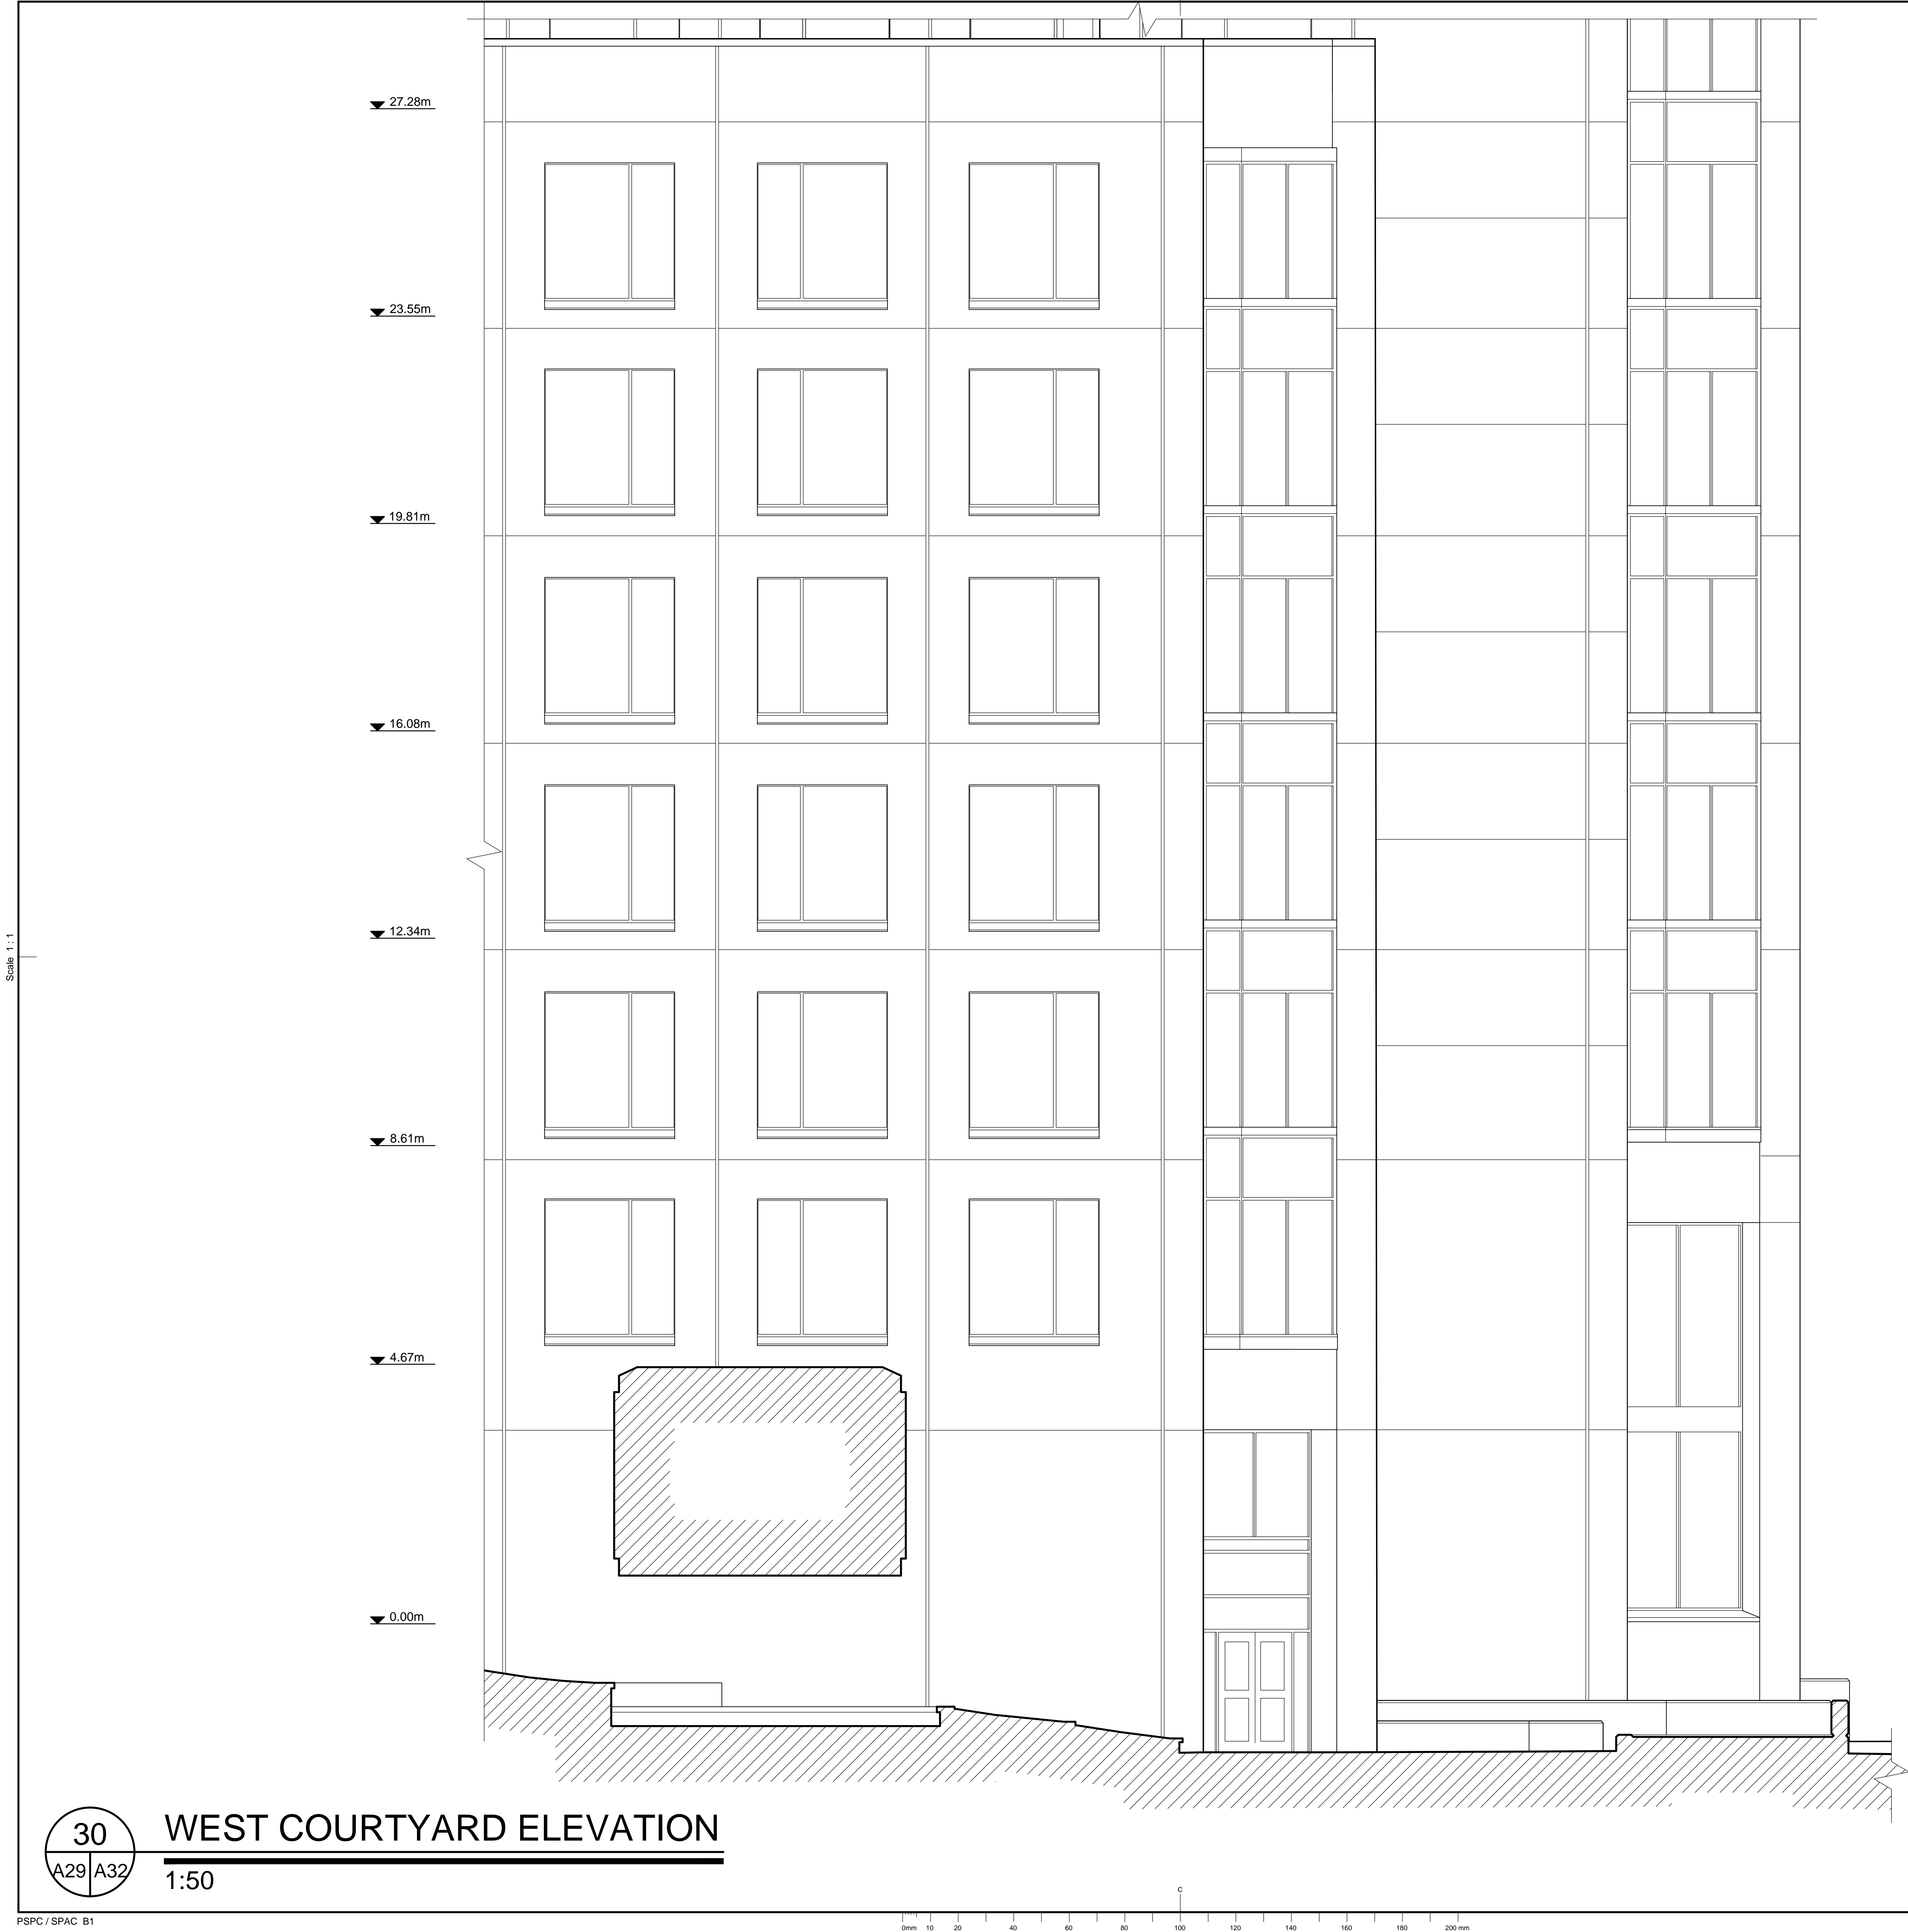 27.28m
23.55m
19.81m
16.08m
12.34m
8.61m
4.67m
0.00m
Scale 1 : 1
30
A29 A32
WEST COURTYARD ELEVATION
1:50
C
PSPC / SPAC B1
0mm 10 20 40 60 80 100 120 140 160 180 200 mm